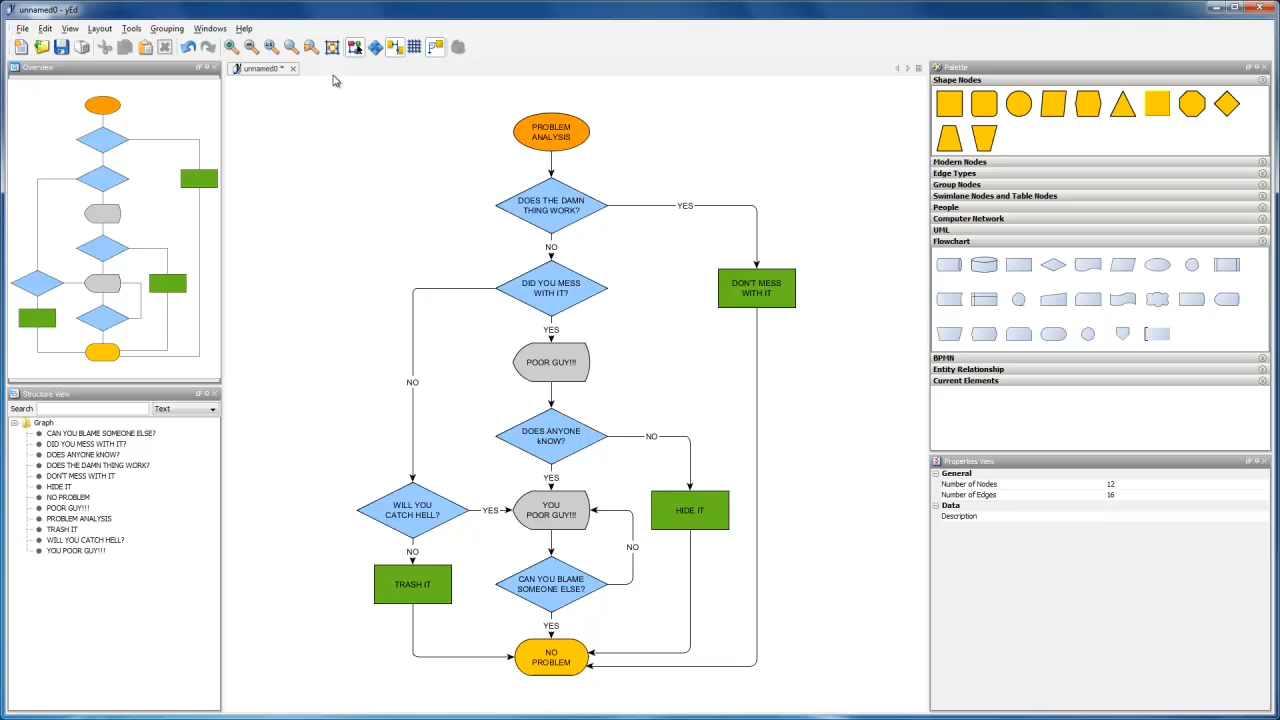 unnamed0 - yEd
File Edit View Layout Tools Grouping Windows Help
Overview
unnamed0 *
Structure View
Search
Text
Graph
CAN YOU BLAME SOMEONE ELSE?
DID YOU MESS WITH IT?
DOES ANYONE kNOW?
DOES THE DAMN THING WORK?
DON'T MESS WITH IT
HIDE IT
NO PROBLEM
POOR GUY!!!
PROBLEM ANALYSIS
TRASH IT
WILL YOU CATCH HELL?
YOU POOR GUY!!!
PROBLEM
ANALYSIS
DOES THE DAMN
THING WORK?
YES
NO
DID YOU MESS
WITH IT?
DON'T MESS
WITH IT
YES
POOR GUY!!!
NO
DOES ANYONE
kNOW?
NO
YES
WILL YOU
CATCH HELL?
YES
YOU
POOR GUY!!!
HIDE IT
NO
NO
TRASH IT
CAN YOU BLAME
SOMEONE ELSE?
YES
NO
PROBLEM
Palette
Shape Nodes
Modern Nodes
Edge Types
Group Nodes
Swimlane Nodes and Table Nodes
People
Computer Network
UML
Flowchart
BPMN
Entity Relationship
Current Elements
Properties View
General
Number of Nodes 12
Number of Edges 16
Data
Description